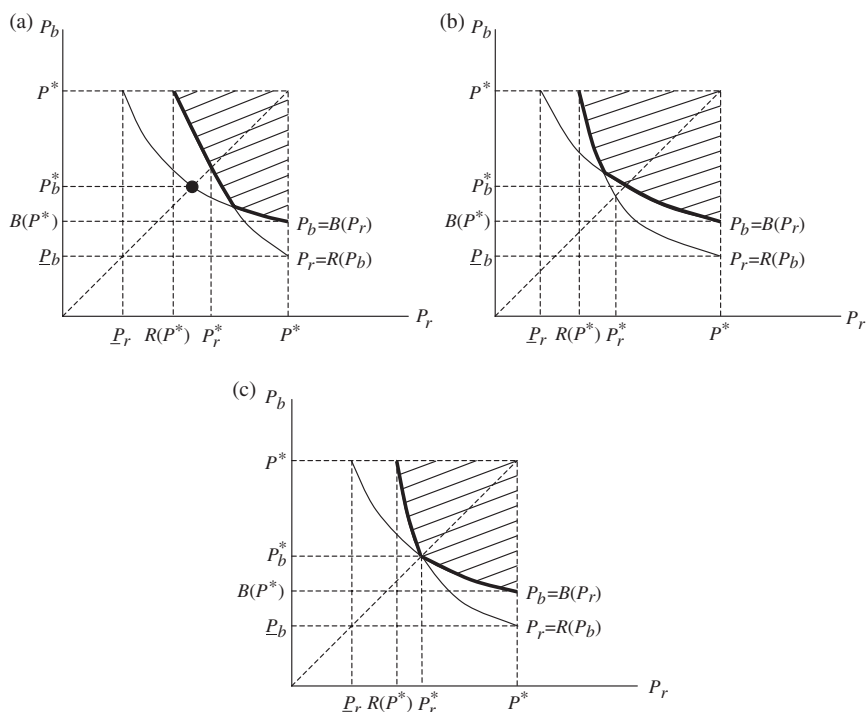 (a)
P_b
P*
P_b*
B(P*)
P̲_b
P_b=B(P_r)
P_r=R(P_b)
P_r
P̲_r R(P*) P_r* P*
(b)
P_b
P*
P_b*
B(P*)
P̲_b
P_b=B(P_r)
P_r=R(P_b)
P_r
P̲_r R(P*) P_r* P*
(c)
P_b
P*
P_b*
B(P*)
P̲_b
P_b=B(P_r)
P_r=R(P_b)
P_r
P̲_r R(P*) P_r* P*